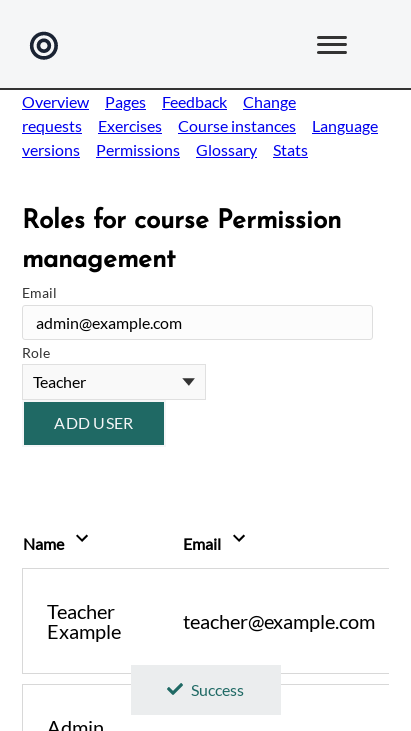 Overview Pages Feedback Change
requests Exercises Course instances Language
versions Permissions Glossary Stats
Roles for course Permission
management
Email
admin@example.com
Role
Teacher
ADD USER
Name Email
Teacher
Example
teacher@example.com
Admin
Success